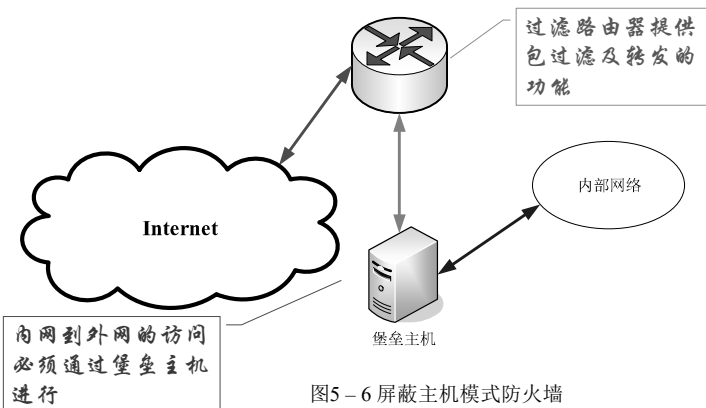 过滤路由器提供
包过滤及转发的
功能
内部网络
Internet
堡垒主机
内网到外网的访问
必须通过堡垒主机
进行
图5 – 6 屏蔽主机模式防火墙